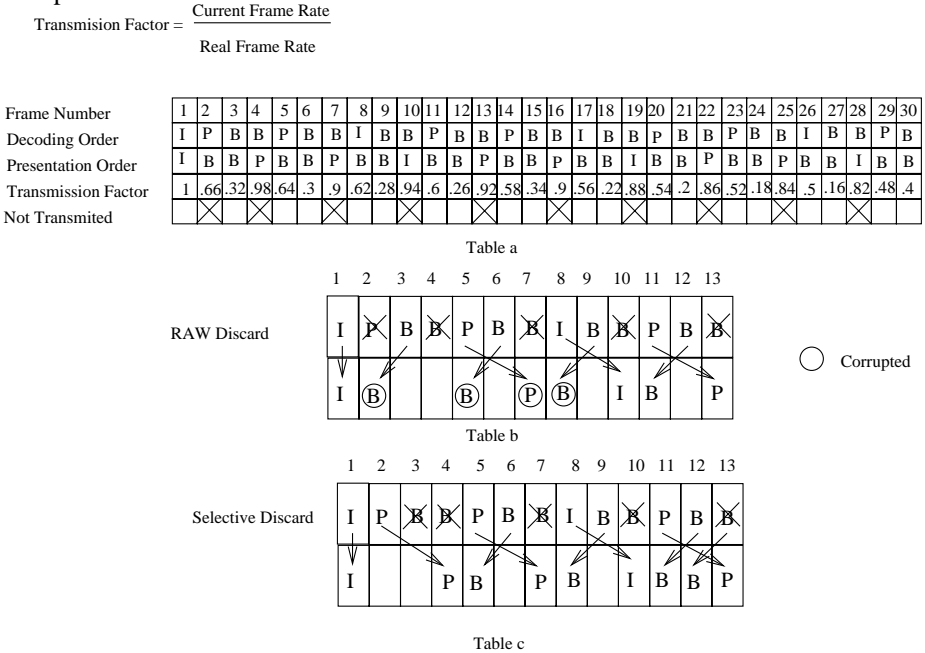 Current Frame Rate
Transmision Factor =
Real Frame Rate
Frame Number 1 2 3 4 5 6 7 8 9 10 11 12 13 14 15 16 17 18 19 20 21 22 23 24 25 26 27 28 29 30
Decoding Order I P B B P B B I B B P B B P B B I B B P B B P B B I B B P B
Presentation Order I B B P B B P B B I B B P B B P B B I B B P B B P B B I B B
Transmission Factor 1 .66 .32 .98 .64 .3 .9 .62 .28 .94 .6 .26 .92 .58 .34 .9 .56 .22 .88 .54 .2 .86 .52 .18 .84 .5 .16 .82 .48 .4
Not Transmited
Table a
1 2 3 4 5 6 7 8 9 10 11 12 13
RAW Discard I P B B P B B I B B P B B
Corrupted
I B B P B I B P
Table b
1 2 3 4 5 6 7 8 9 10 11 12 13
Selective Discard I P B B P B B I B B P B B
I P B P B I B B P
Table c